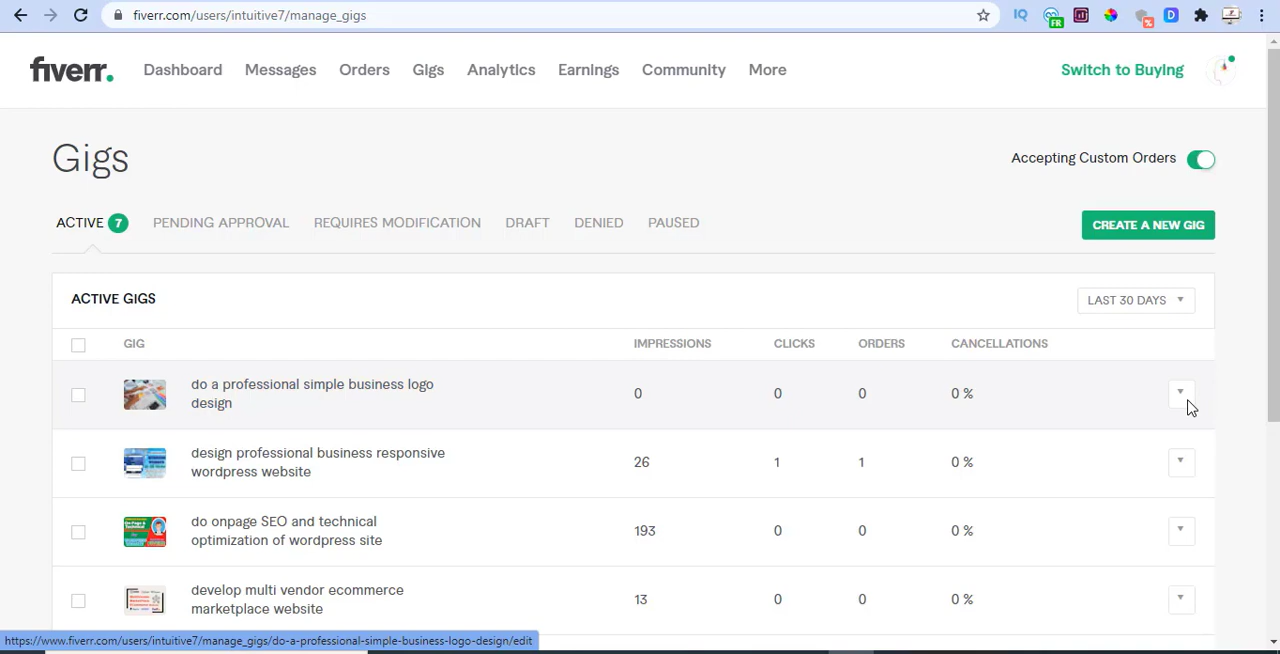 fiverr.com/users/intuitive7/manage_gigs
IQ
FR
D
fiverr.
Dashboard Messages Orders Gigs Analytics Earnings Community More
Switch to Buying
Gigs
Accepting Custom Orders
ACTIVE 7 PENDING APPROVAL REQUIRES MODIFICATION DRAFT DENIED PAUSED
CREATE A NEW GIG
ACTIVE GIGS
LAST 30 DAYS
GIG IMPRESSIONS CLICKS ORDERS CANCELLATIONS
do a professional simple business logo
design
0 0 0 0 %
design professional business responsive
wordpress website
26 1 1 0 %
do onpage SEO and technical
optimization of wordpress site
193 0 0 0 %
develop multi vendor ecommerce
marketplace website
13 0 0 0 %
https://www.fiverr.com/users/intuitive7/manage_gigs/do-a-professional-simple-business-logo-design/edit